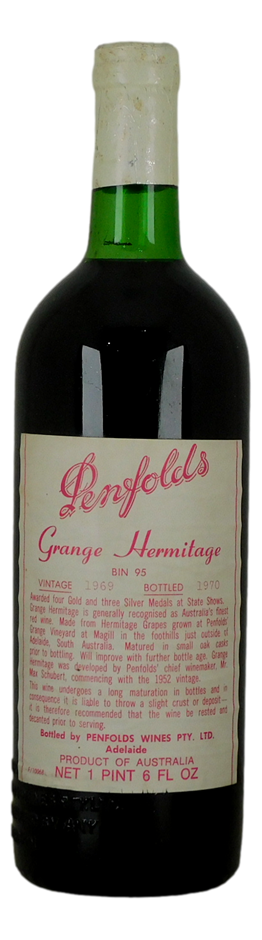 Penfolds
Grange Hermitage
BIN 95
VINTAGE 1969 BOTTLED 1970
Awarded four Gold and three Silver Medals at State Shows,
Grange Hermitage is generally recognised as Australia's finest
red wine. Made from Hermitage Grapes grown at Penfolds'
Grange Vineyard at Magill in the foothills just outside of
Adelaide, South Australia. Matured in small oak casks
prior to bottling. Will improve with further bottle age. Grange
Hermitage was developed by Penfolds' chief winemaker, Mr.
Max Schubert, commencing with the 1952 vintage.
This wine undergoes a long maturation in bottles and in
consequence it is liable to throw a slight crust or deposit—
it is therefore recommended that the wine be rested and
decanted prior to serving.
Bottled by PENFOLDS WINES PTY. LTD.
Adelaide
PRODUCT OF AUSTRALIA
NET 1 PINT 6 FL OZ